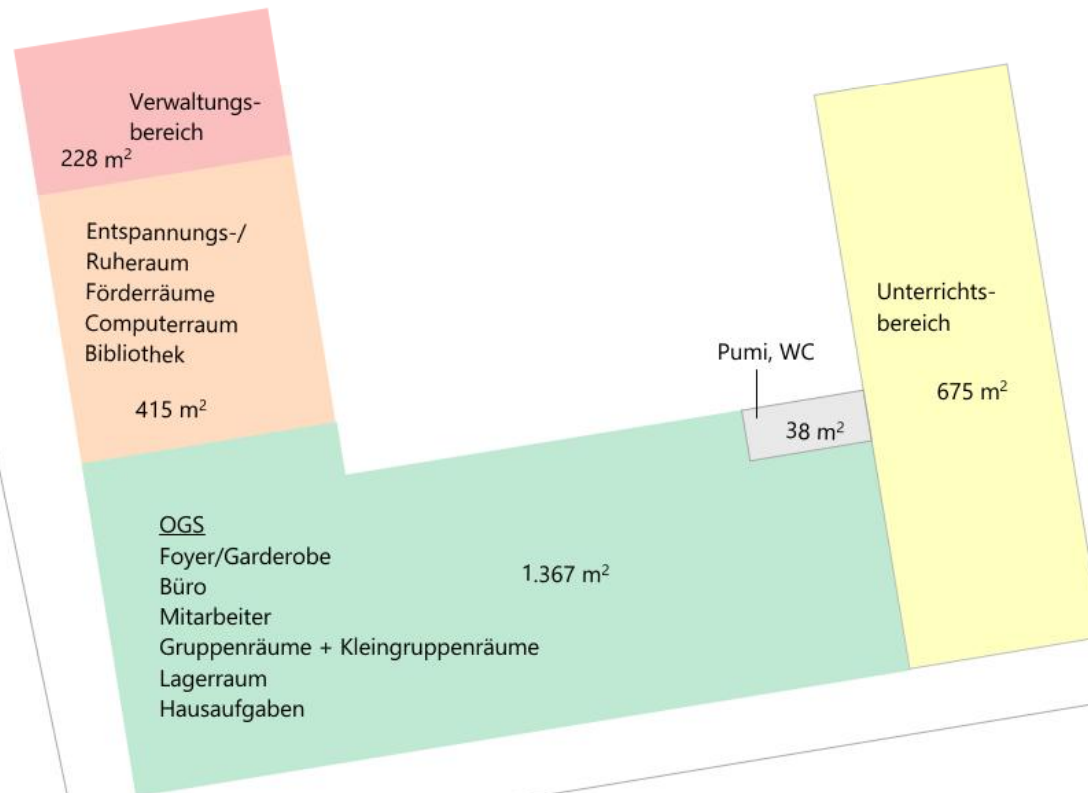 Verwaltungs-
bereich
228 m²
Entspannungs-/
Ruheraum
Förderräume
Computerraum
Bibliothek
415 m²
Unterrichts-
bereich
675 m²
Pumi, WC
38 m²
OGS
Foyer/Garderobe
Büro
Mitarbeiter
Gruppenräume + Kleingruppenräume
Lagerraum
Hausaufgaben
1.367 m²